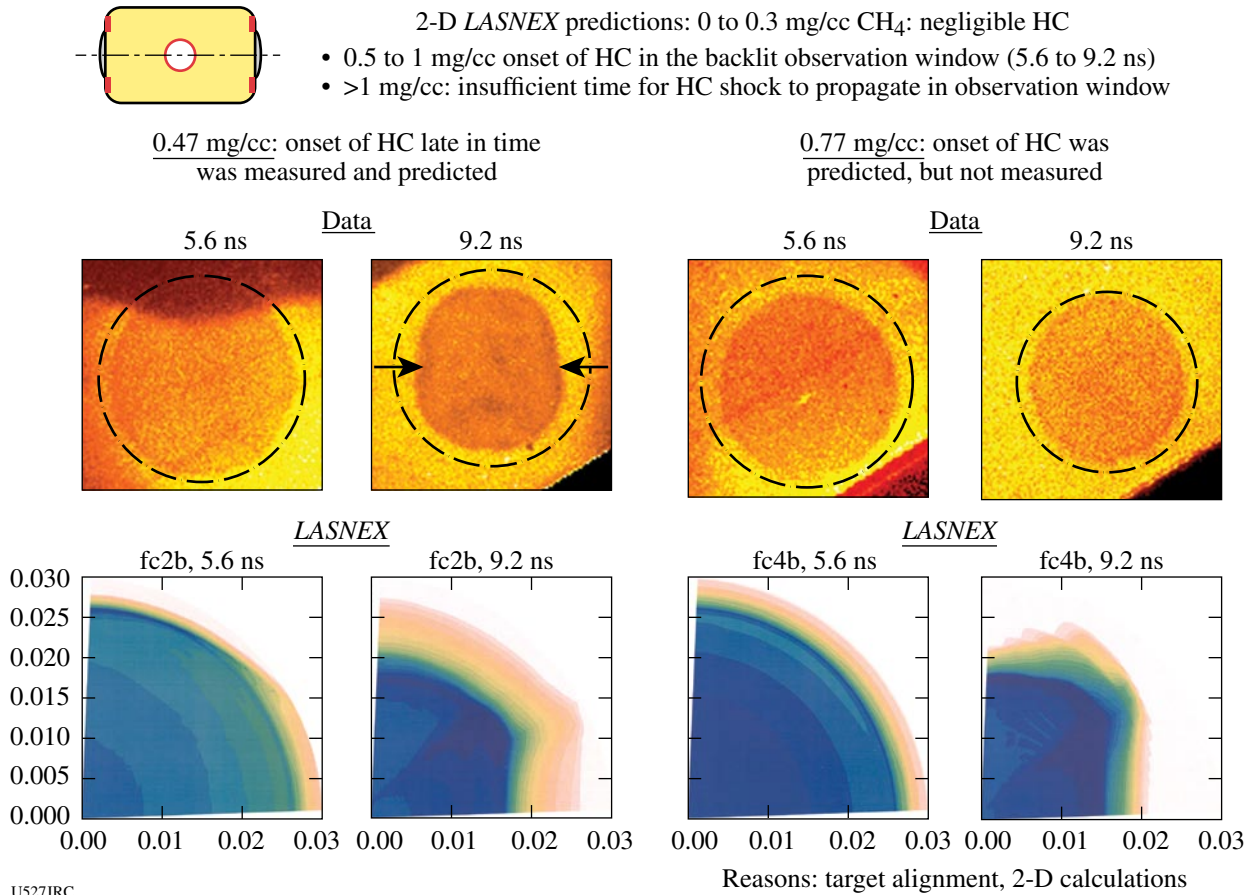 2-D LASNEX predictions: 0 to 0.3 mg/cc CH₄: negligible HC
• 0.5 to 1 mg/cc onset of HC in the backlit observation window (5.6 to 9.2 ns)
• >1 mg/cc: insufficient time for HC shock to propagate in observation window
0.47 mg/cc: onset of HC late in time
was measured and predicted
0.77 mg/cc: onset of HC was
predicted, but not measured
Data
5.6 ns 9.2 ns
Data
5.6 ns 9.2 ns
LASNEX
fc2b, 5.6 ns fc2b, 9.2 ns
LASNEX
fc4b, 5.6 ns fc4b, 9.2 ns
0.030
0.025
0.020
0.015
0.010
0.005
0.000
0.00 0.01 0.02 0.03 0.00 0.01 0.02 0.03 0.00 0.01 0.02 0.03 0.00 0.01 0.02 0.03
Reasons: target alignment, 2-D calculations
U527JRC